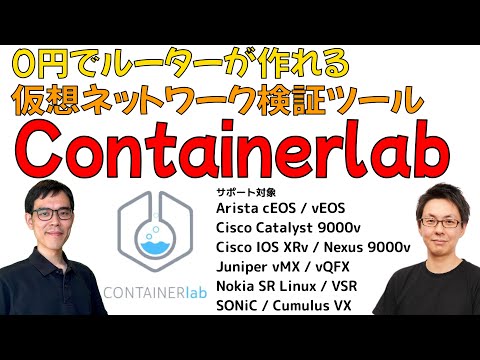 0円でルーターが作れる
仮想ネットワーク検証ツール
Containerlab
サポート対象
Arista cEOS / vEOS
Cisco Catalyst 9000v
Cisco IOS XRv / Nexus 9000v
Juniper vMX / vQFX
Nokia SR Linux / VSR
SONiC / Cumulus VX
CONTAINERlab